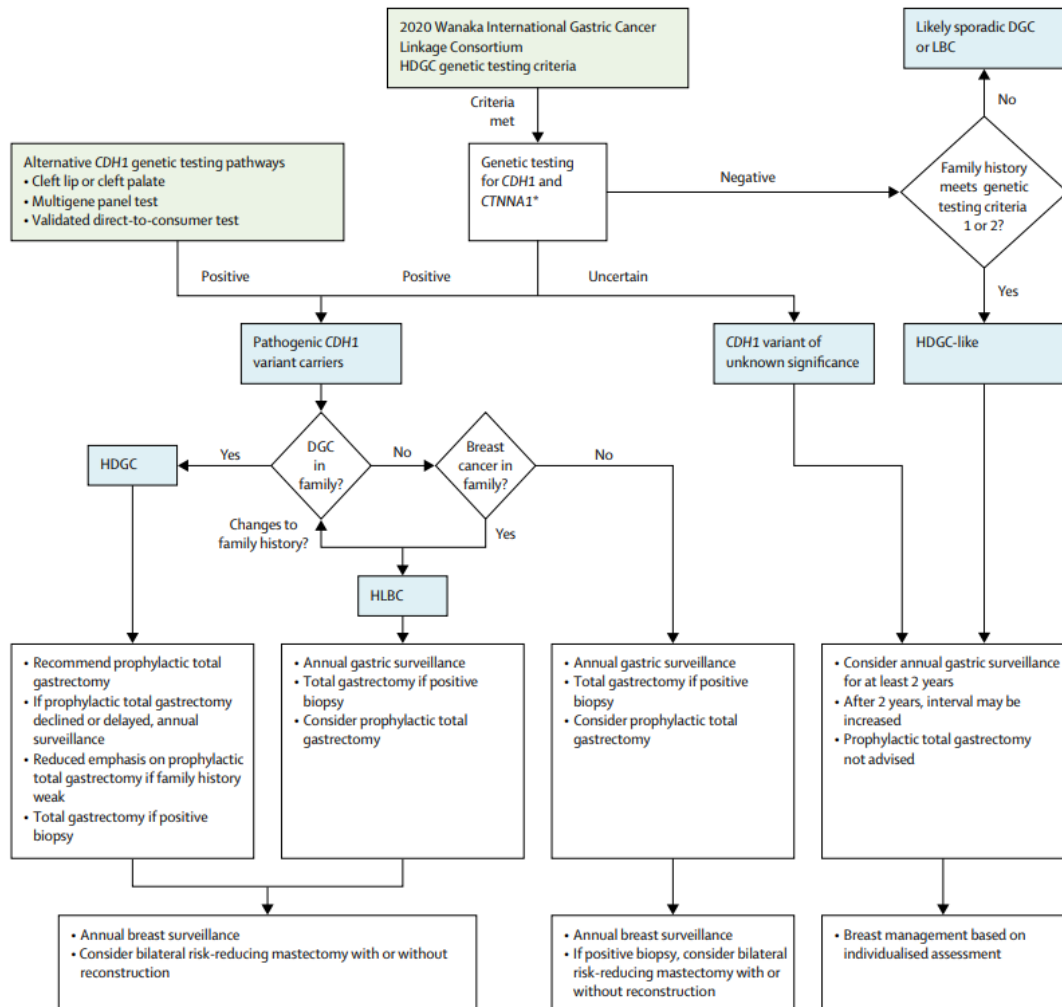 2020 Wanaka International Gastric Cancer
Linkage Consortium
HDGC genetic testing criteria
Likely sporadic DGC
or LBC
Criteria
met
No
Alternative CDH1 genetic testing pathways
• Cleft lip or cleft palate
• Multigene panel test
• Validated direct-to-consumer test
Genetic testing
for CDH1 and
CTNNA1*
Negative
Family history
meets genetic
testing criteria
1 or 2?
Positive
Positive
Uncertain
Yes
Pathogenic CDH1
variant carriers
CDH1 variant of
unknown significance
HDGC-like
HDGC
Yes
DGC
in
family?
No
Breast
cancer in
family?
No
Changes to
family history?
Yes
HLBC
• Recommend prophylactic total
gastrectomy
• If prophylactic total gastrectomy
declined or delayed, annual
surveillance
• Reduced emphasis on prophylactic
total gastrectomy if family history
weak
• Total gastrectomy if positive
biopsy
• Annual gastric surveillance
• Total gastrectomy if positive
biopsy
• Consider prophylactic total
gastrectomy
• Annual gastric surveillance
• Total gastrectomy if positive
biopsy
• Consider prophylactic total
gastrectomy
• Consider annual gastric surveillance
for at least 2 years
• After 2 years, interval may be
increased
• Prophylactic total gastrectomy
not advised
• Annual breast surveillance
• Consider bilateral risk-reducing mastectomy with or without
reconstruction
• Annual breast surveillance
• If positive biopsy, consider bilateral
risk-reducing mastectomy with or
without reconstruction
• Breast management based on
individualised assessment